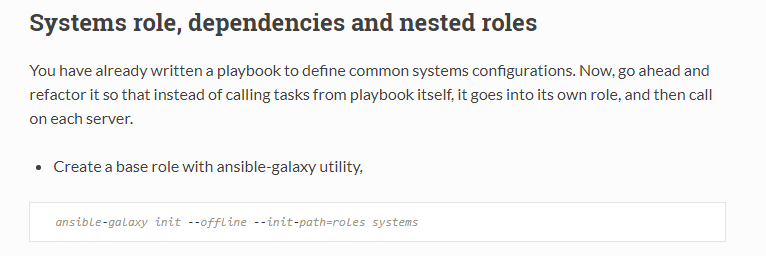 Systems role, dependencies and nested roles
You have already written a playbook to define common systems configurations. Now, go ahead and
refactor it so that instead of calling tasks from playbook itself, it goes into its own role, and then call
on each server.
• Create a base role with ansible-galaxy utility,
ansible-galaxy init --offline --init-path=roles systems